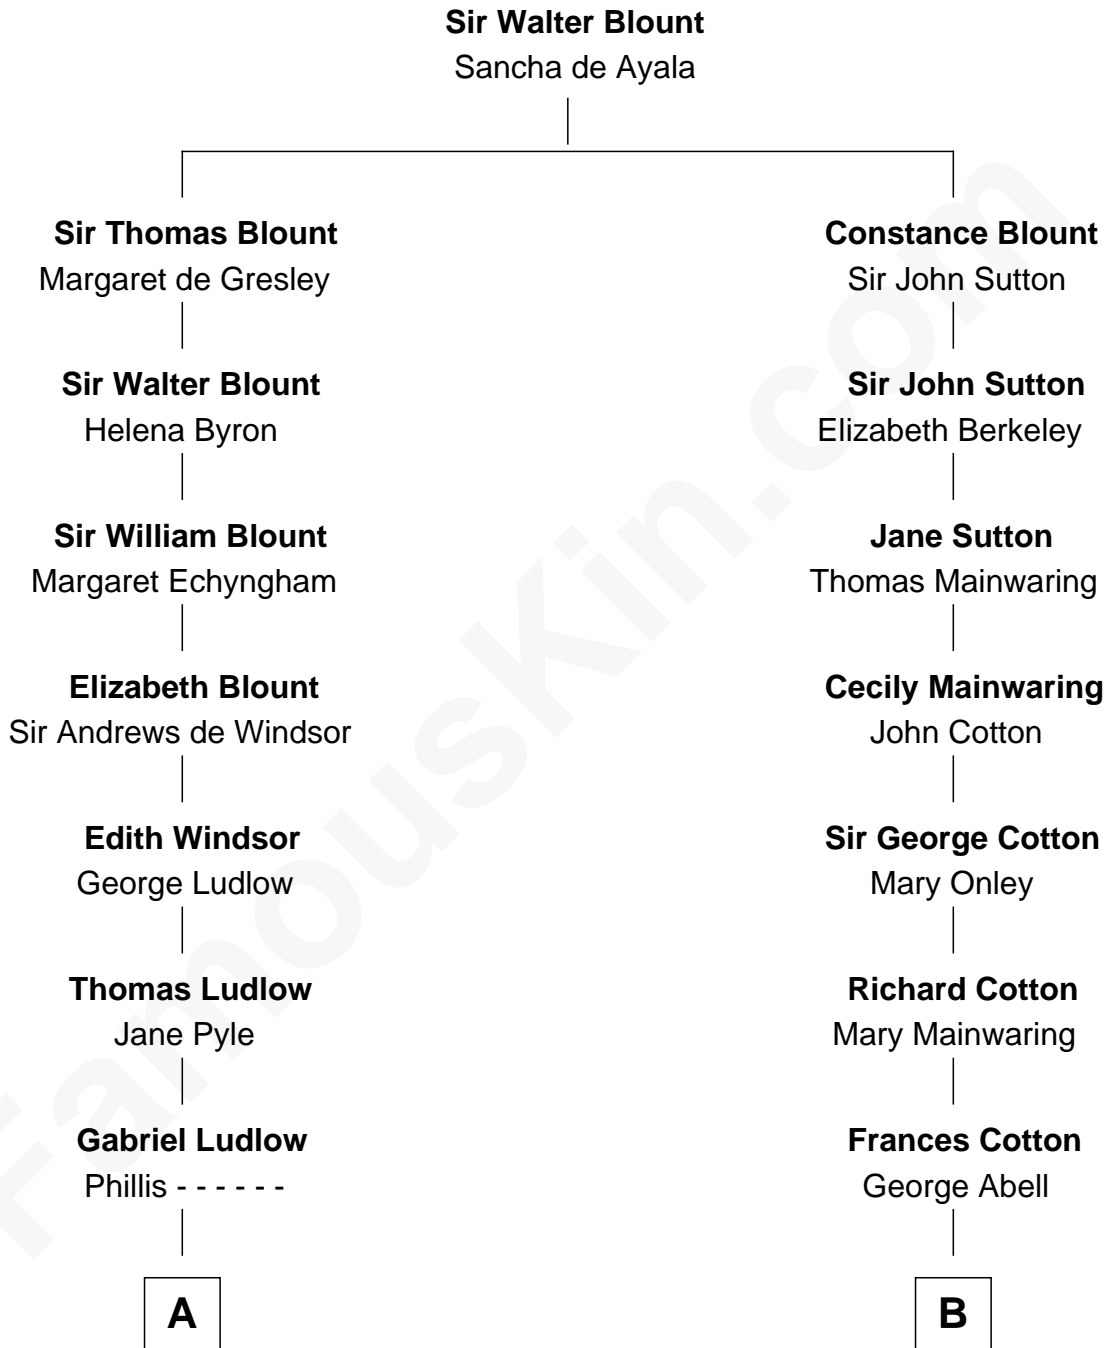 Sir Walter Blount
Sancha de Ayala
Sir Thomas Blount
Margaret de Gresley
Constance Blount
Sir John Sutton
Sir Walter Blount
Helena Byron
Sir John Sutton
Elizabeth Berkeley
Sir William Blount
Margaret Echyngham
Jane Sutton
Thomas Mainwaring
Elizabeth Blount
Sir Andrews de Windsor
Cecily Mainwaring
John Cotton
Edith Windsor
George Ludlow
Sir George Cotton
Mary Onley
Thomas Ludlow
Jane Pyle
Richard Cotton
Mary Mainwaring
Gabriel Ludlow
Phillis - - - - - -
Frances Cotton
George Abell
A
B
FamousKin.com